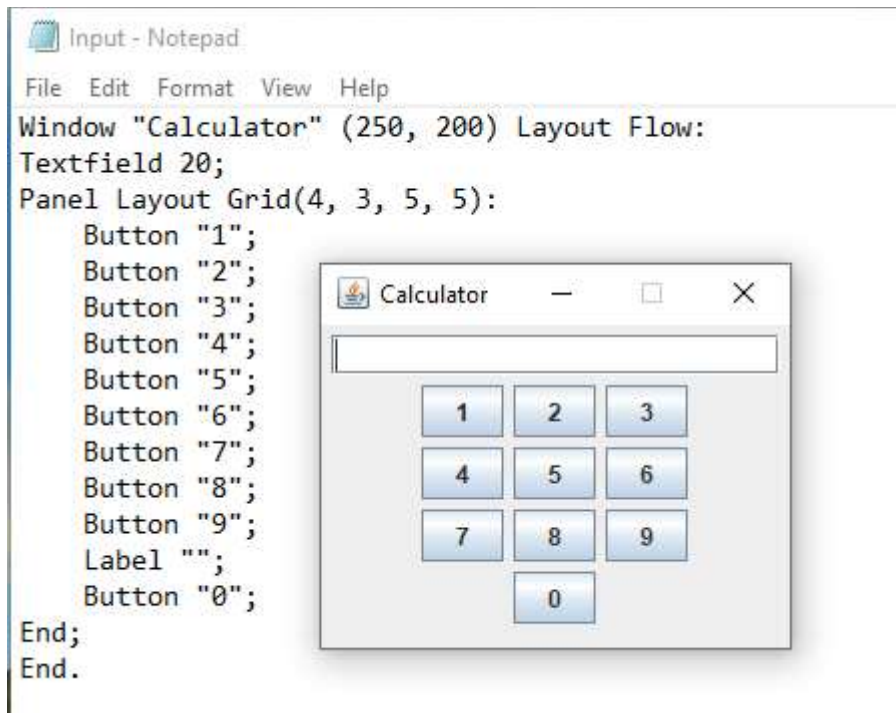 Input - Notepad
File Edit Format View Help
Window "Calculator" (250, 200) Layout Flow:
Textfield 20;
Panel Layout Grid(4, 3, 5, 5):
    Button "1";
    Button "2";
    Button "3";
    Button "4";
    Button "5";
    Button "6";
    Button "7";
    Button "8";
    Button "9";
    Label "";
    Button "0";
End;
End.
Calculator
1 2 3
4 5 6
7 8 9
0